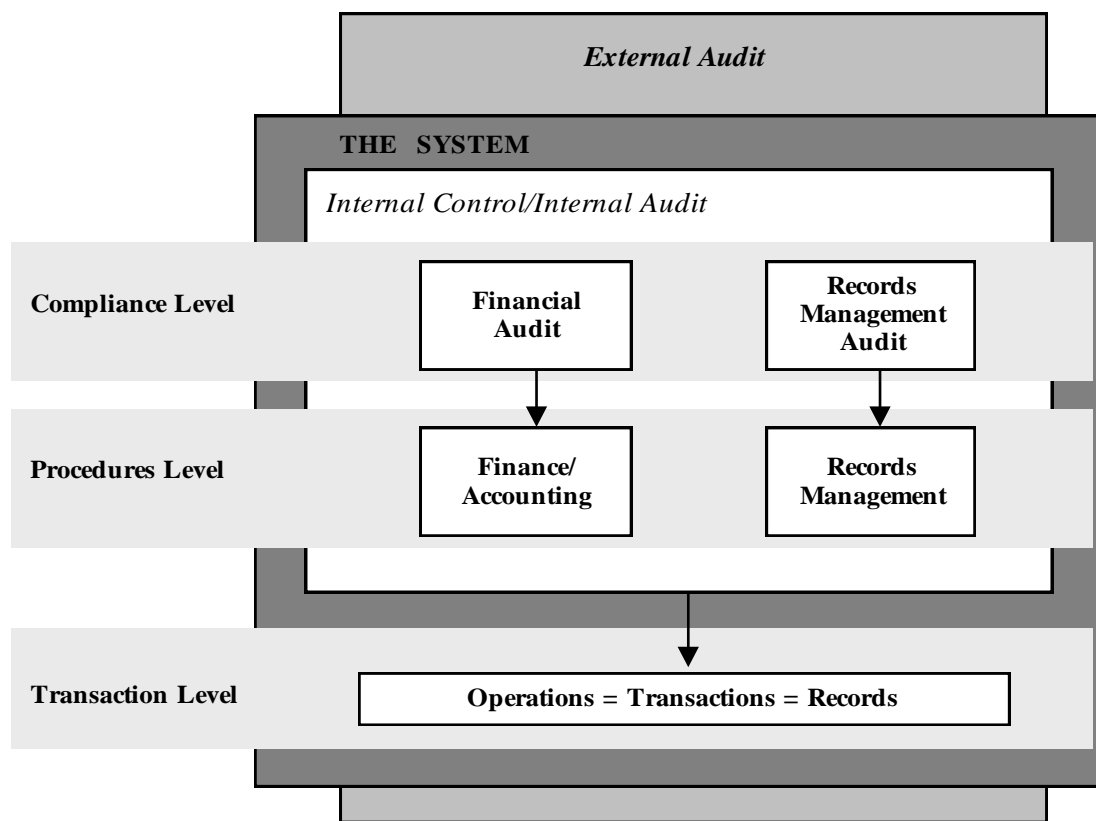 External Audit
THE SYSTEM
Internal Control/Internal Audit
Compliance Level
Financial
Audit
Records
Management
Audit
Procedures Level
Finance/
Accounting
Records
Management
Transaction Level
Operations = Transactions = Records